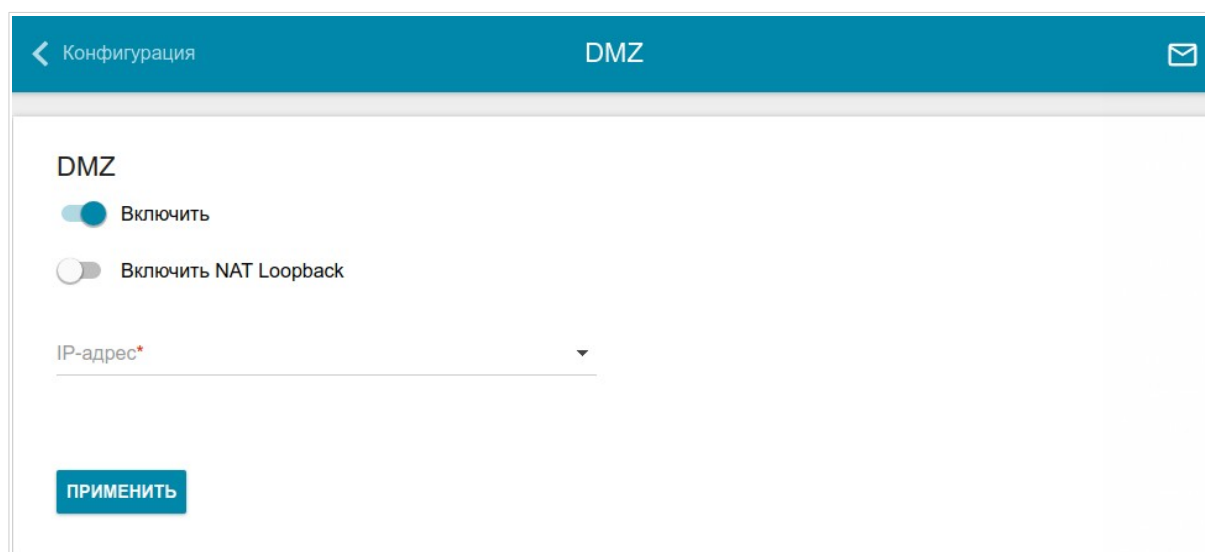 Конфигурация
DMZ
DMZ
Включить
Включить NAT Loopback
IP-адрес*
ПРИМЕНИТЬ